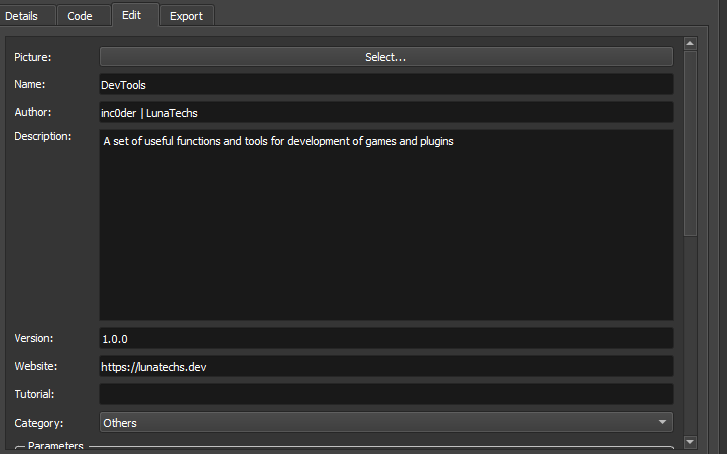 Details Code Edit Export
Picture: Select...
Name: DevTools
Author: inc0der | LunaTechs
Description: A set of useful functions and tools for development of games and plugins
Version: 1.0.0
Website: https://lunatechs.dev
Tutorial:
Category: Others
Parameters